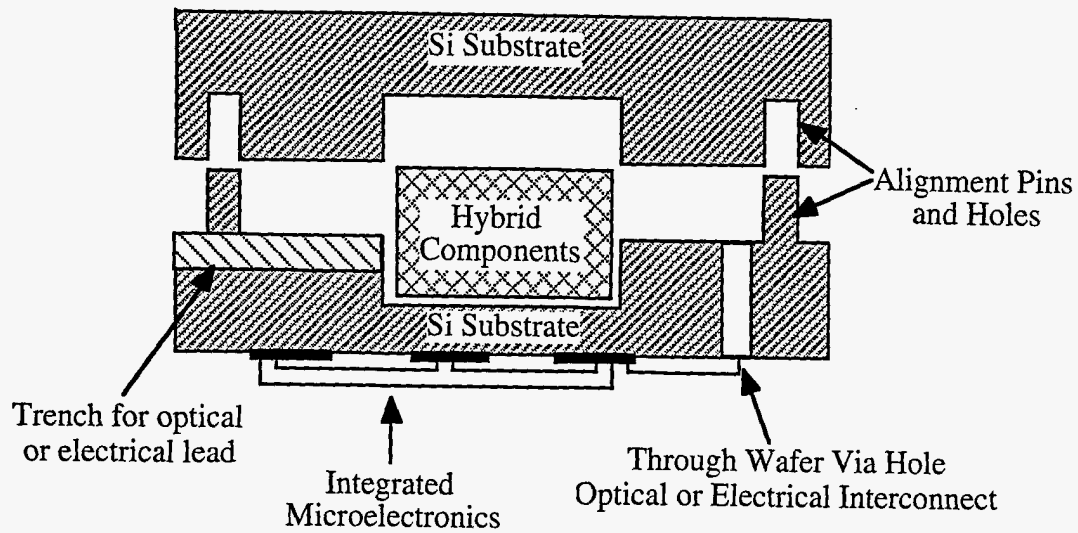 Si Substrate
Alignment Pins
and Holes
Hybrid
Components
Si Substrate
Trench for optical
or electrical lead
Integrated
Microelectronics
Through Wafer Via Hole
Optical or Electrical Interconnect